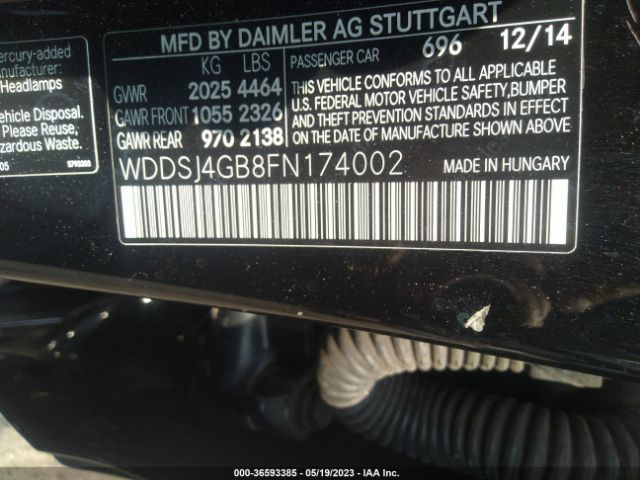 MFD BY DAIMLER AG STUTTGART
KG LBS
GVWR 2025 4464
GAWR FRONT 1055 2326
GAWR REAR 970 2138
PASSENGER CAR 696 12/14
THIS VEHICLE CONFORMS TO ALL APPLICABLE
U.S. FEDERAL MOTOR VEHICLE SAFETY, BUMPER
AND THEFT PREVENTION STANDARDS IN EFFECT
ON THE DATE OF MANUFACTURE SHOWN ABOVE.
WDDSJ4GB8FN174002 MADE IN HUNGARY
ercury-added
anufacturer:
Headlamps
ehicle Disposal.
Please Reuse,
azardous Waste.
05
000-36593385 - 05/19/2023 - IAA Inc.